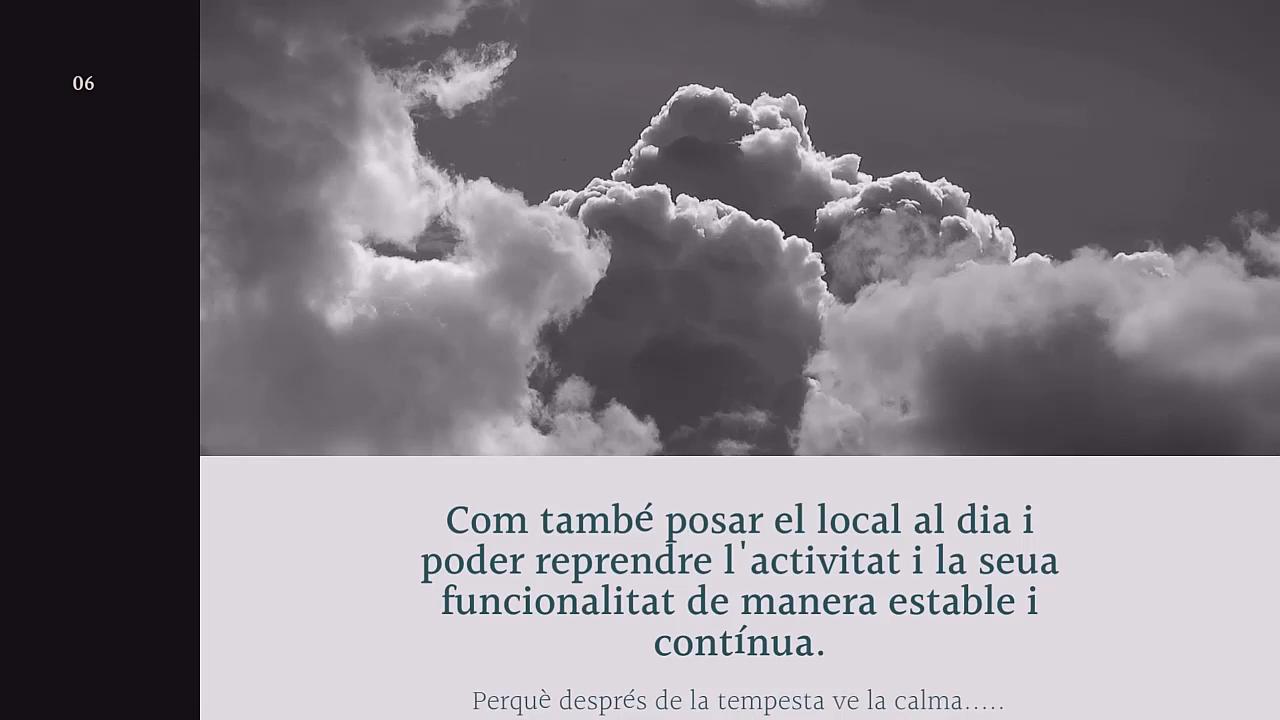 06
Com també posar el local al dia i
poder reprendre l'activitat i la seua
funcionalitat de manera estable i
contínua.
Perquè després de la tempesta ve la calma.....